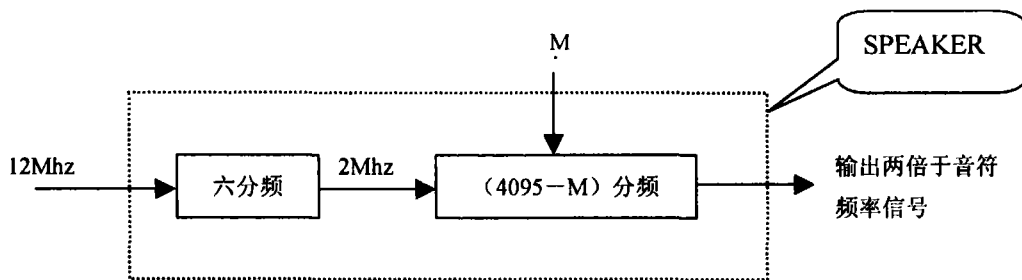 M
SPEAKER
12Mhz
六分频
2Mhz
（4095－M）分频
输出两倍于音符
频率信号